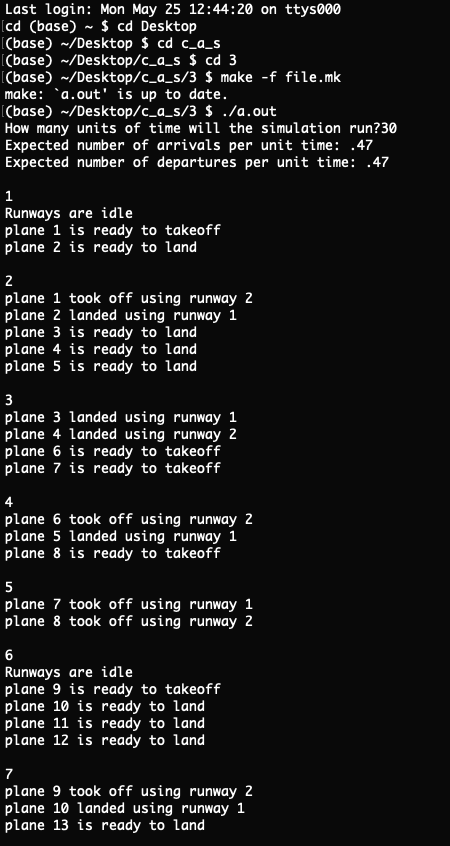 Last login: Mon May 25 12:44:20 on ttys000
cd (base) ~ $ cd Desktop
(base) ~/Desktop $ cd c_a_s
(base) ~/Desktop/c_a_s $ cd 3
(base) ~/Desktop/c_a_s/3 $ make -f file.mk
make: `a.out' is up to date.
(base) ~/Desktop/c_a_s/3 $ ./a.out
How many units of time will the simulation run?30
Expected number of arrivals per unit time: .47
Expected number of departures per unit time: .47
1
Runways are idle
plane 1 is ready to takeoff
plane 2 is ready to land
2
plane 1 took off using runway 2
plane 2 landed using runway 1
plane 3 is ready to land
plane 4 is ready to land
plane 5 is ready to land
3
plane 3 landed using runway 1
plane 4 landed using runway 2
plane 6 is ready to takeoff
plane 7 is ready to takeoff
4
plane 6 took off using runway 2
plane 5 landed using runway 1
plane 8 is ready to takeoff
5
plane 7 took off using runway 1
plane 8 took off using runway 2
6
Runways are idle
plane 9 is ready to takeoff
plane 10 is ready to land
plane 11 is ready to land
plane 12 is ready to land
7
plane 9 took off using runway 2
plane 10 landed using runway 1
plane 13 is ready to land